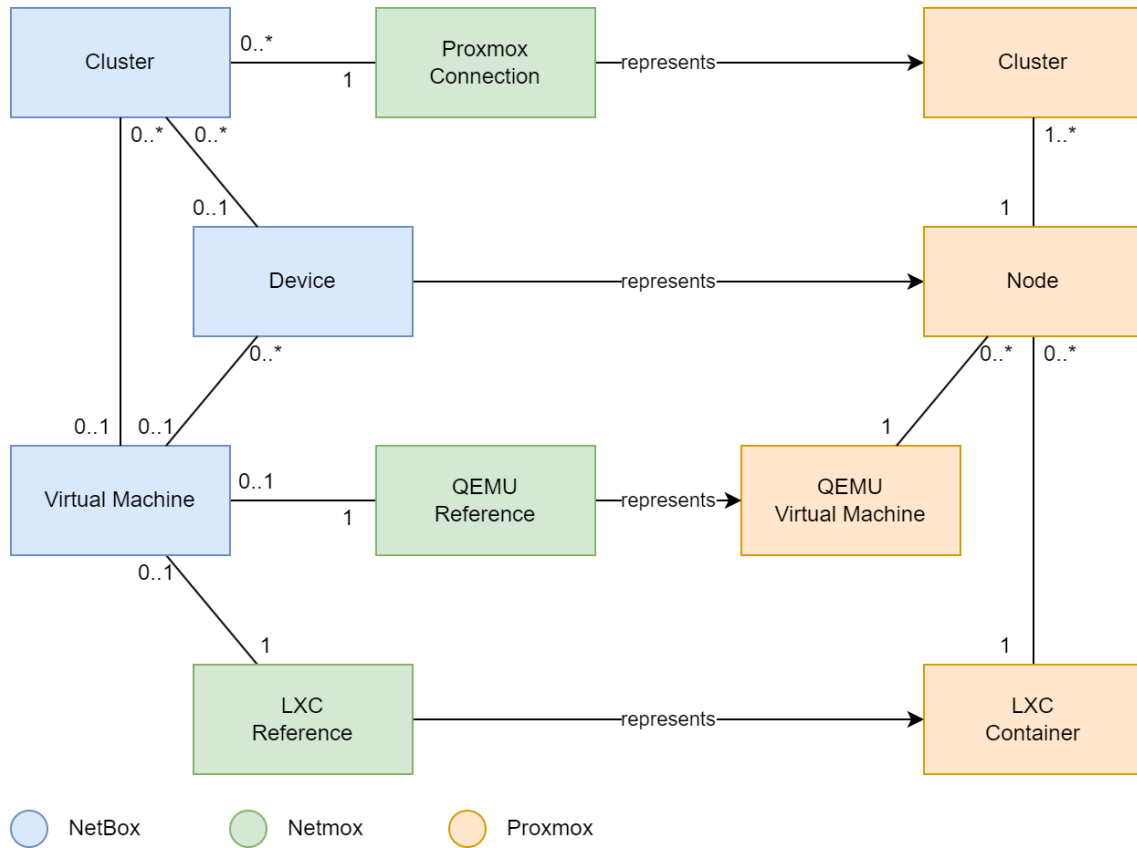 Cluster
0..*
1
Proxmox
Connection
represents
Cluster
0..*
0..*
1..*
0..1
1
Device
represents
Node
0..*
0..*
0..*
0..1
0..1
1
Virtual Machine
0..1
1
QEMU
Reference
represents
QEMU
Virtual Machine
0..1
1
1
LXC
Reference
represents
LXC
Container
NetBox
Netmox
Proxmox